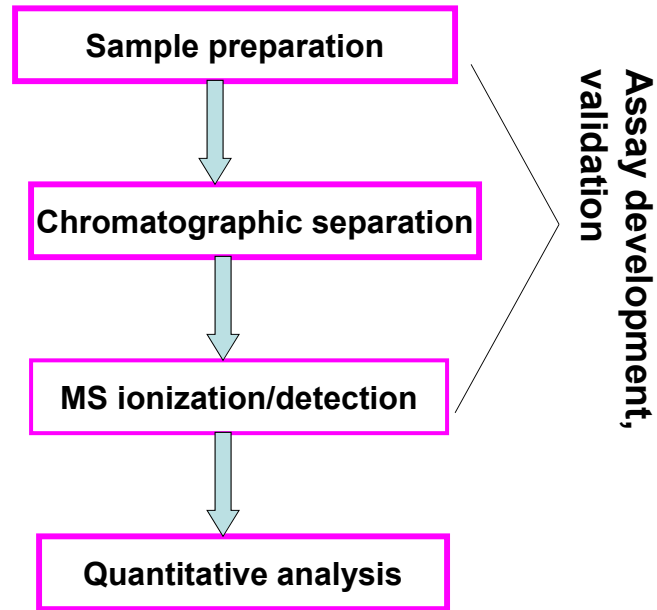 Sample preparation
Chromatographic separation
MS ionization/detection
Quantitative analysis
Assay development,
validation